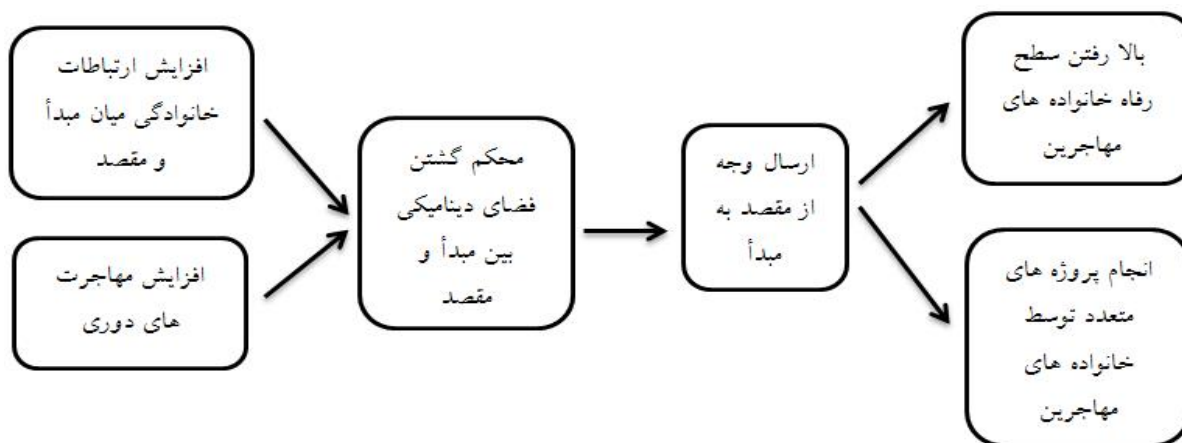 افزایش ارتباطات
خانوادگی میان مبدأ
و مقصد
افزایش مهاجرت
های دوری
محکم گشتن
فضای دینامیکی
بین مبدأ و
مقصد
ارسال وجه
از مقصد به
مبدأ
بالا رفتن سطح
رفاه خانواده های
مهاجرین
انجام پروژه های
متعدد توسط
خانواده های
مهاجرین